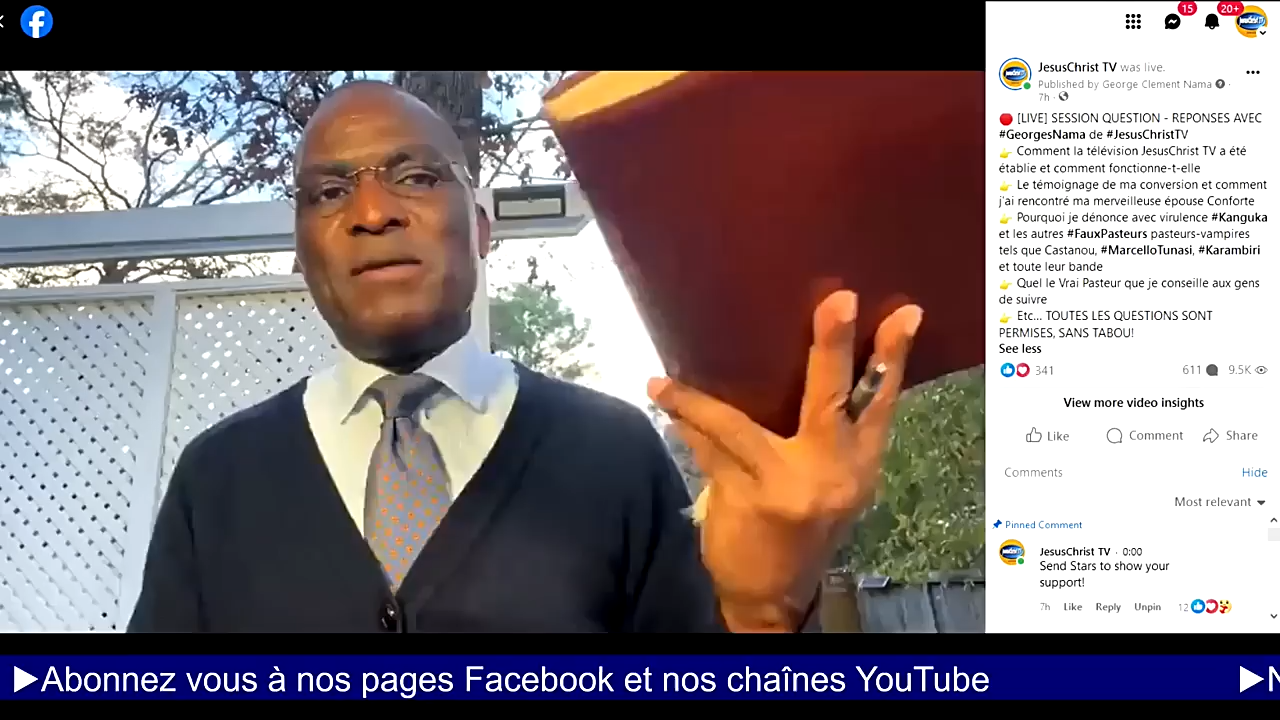 15
20+
JesusChrist TV was live.
Published by George Clement Nama
7h
[LIVE] SESSION QUESTION - REPONSES AVEC
#GeorgesNama de #JesusChristTV
Comment la télévision JesusChrist TV a été
établie et comment fonctionne-t-elle
Le témoignage de ma conversion et comment
j'ai rencontré ma merveilleuse épouse Conforte
Pourquoi je dénonce avec virulence #Kanguka
et les autres #FauxPasteurs pasteurs-vampires
tels que Castanou, #MarcelloTunasi, #Karambiri
et toute leur bande
Quel le Vrai Pasteur que je conseille aux gens
de suivre
Etc... TOUTES LES QUESTIONS SONT
PERMISES, SANS TABOU!
See less
341 611 9.5K
View more video insights
Like Comment Share
Comments Hide
Most relevant
Pinned Comment
JesusChrist TV · 0:00
Send Stars to show your
support!
7h Like Reply Unpin 12
Abonnez vous à nos pages Facebook et nos chaînes YouTube